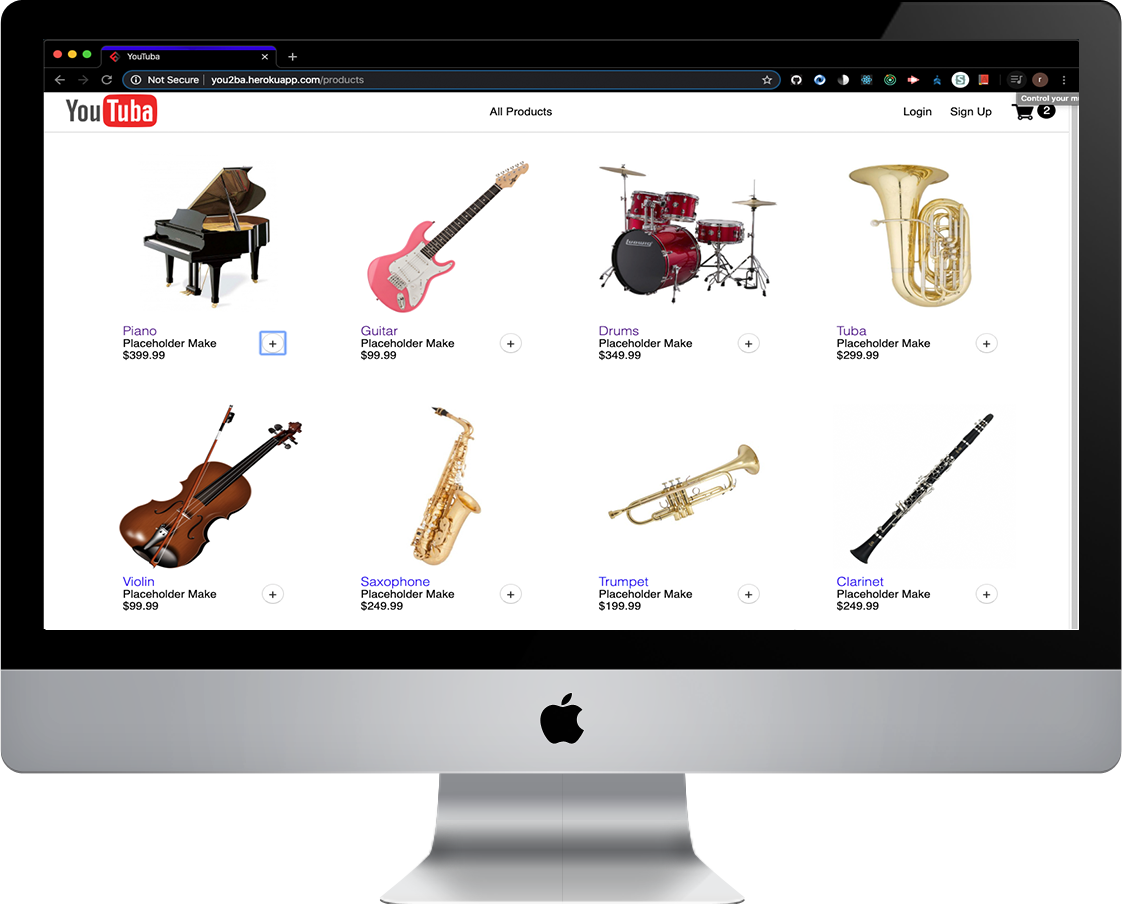 YouTuba
Not Secure | you2ba.herokuapp.com/products
Control your mu
YouTuba
All Products
Login
Sign Up
2
Piano
Placeholder Make
$399.99
+
Guitar
Placeholder Make
$99.99
+
Drums
Placeholder Make
$349.99
+
Tuba
Placeholder Make
$299.99
+
Violin
Placeholder Make
$99.99
+
Saxophone
Placeholder Make
$249.99
+
Trumpet
Placeholder Make
$199.99
+
Clarinet
Placeholder Make
$249.99
+